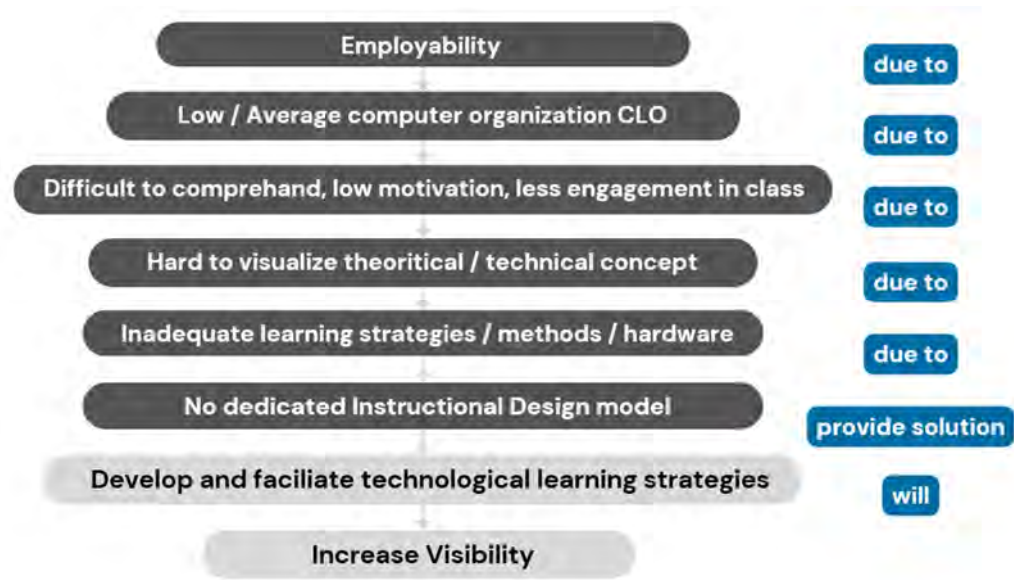 Employability
due to
Low / Average computer organization CLO
due to
Difficult to comprehand, low motivation, less engagement in class
due to
Hard to visualize theoritical / technical concept
due to
Inadequate learning strategies / methods / hardware
due to
No dedicated Instructional Design model
provide solution
Develop and faciliate technological learning strategies
will
Increase Visibility